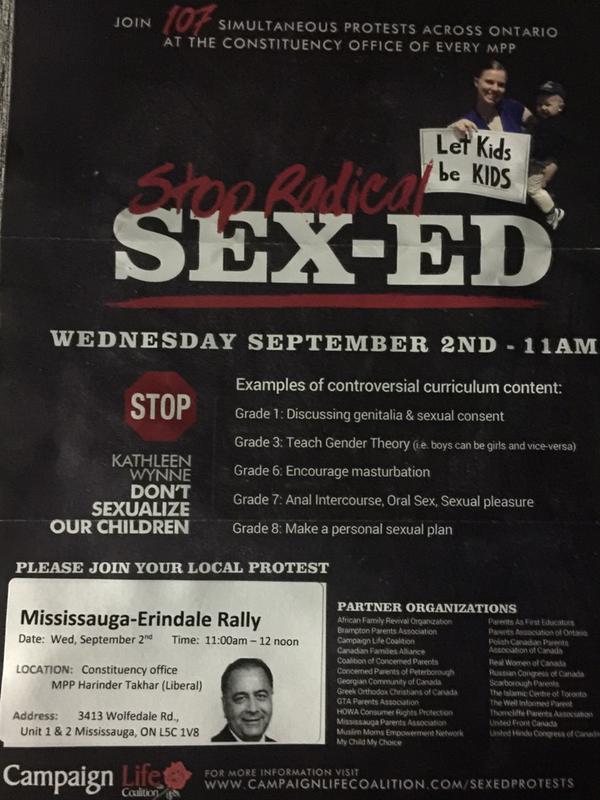 JOIN 107 SIMULTANEOUS PROTESTS ACROSS ONTARIO
AT THE CONSTITUENCY OFFICE OF EVERY MPP
Let Kids
be KIDS
Stop Radical
SEX-ED
WEDNESDAY SEPTEMBER 2ND - 11AM
STOP
KATHLEEN
WYNNE
DON'T
SEXUALIZE
OUR CHILDREN
Examples of controversial curriculum content:
Grade 1: Discussing genitalia & sexual consent
Grade 3: Teach Gender Theory (i.e. boys can be girls and vice-versa)
Grade 6: Encourage masturbation
Grade 7: Anal Intercourse, Oral Sex, Sexual pleasure
Grade 8: Make a personal sexual plan
PLEASE JOIN YOUR LOCAL PROTEST
Mississauga-Erindale Rally
Date: Wed, September 2nd Time: 11:00am – 12 noon
LOCATION: Constituency office
MPP Harinder Takhar (Liberal)
Address: 3413 Wolfedale Rd.,
Unit 1 & 2 Mississauga, ON L5C 1V8
PARTNER ORGANIZATIONS
African Family Revival Organization
Brampton Parents Association
Campaign Life Coalition
Canadian Families Alliance
Coalition of Concerned Parents
Concerned Parents of Peterborough
Georgian Community of Canada
Greek Orthodox Christians of Canada
GTA Parents Association
HOWA Consumer Rights Protection
Mississauga Parents Association
Muslim Moms Empowerment Network
My Child My Choice
Parents As First Educators
Parents Association of Ontario
Polish Canadian Parents
Association of Canada
Real Women of Canada
Russian Congress of Canada
Scarborough Parents
The Islamic Centre of Toronto
The Well Informed Parent
Thorncliffe Parents Association
United Front Canada
United Hindu Congress of Canada
Campaign Life
Coalition
FOR MORE INFORMATION VISIT
WWW.CAMPAIGNLIFECOALITION.COM/SEXEDPROTESTS